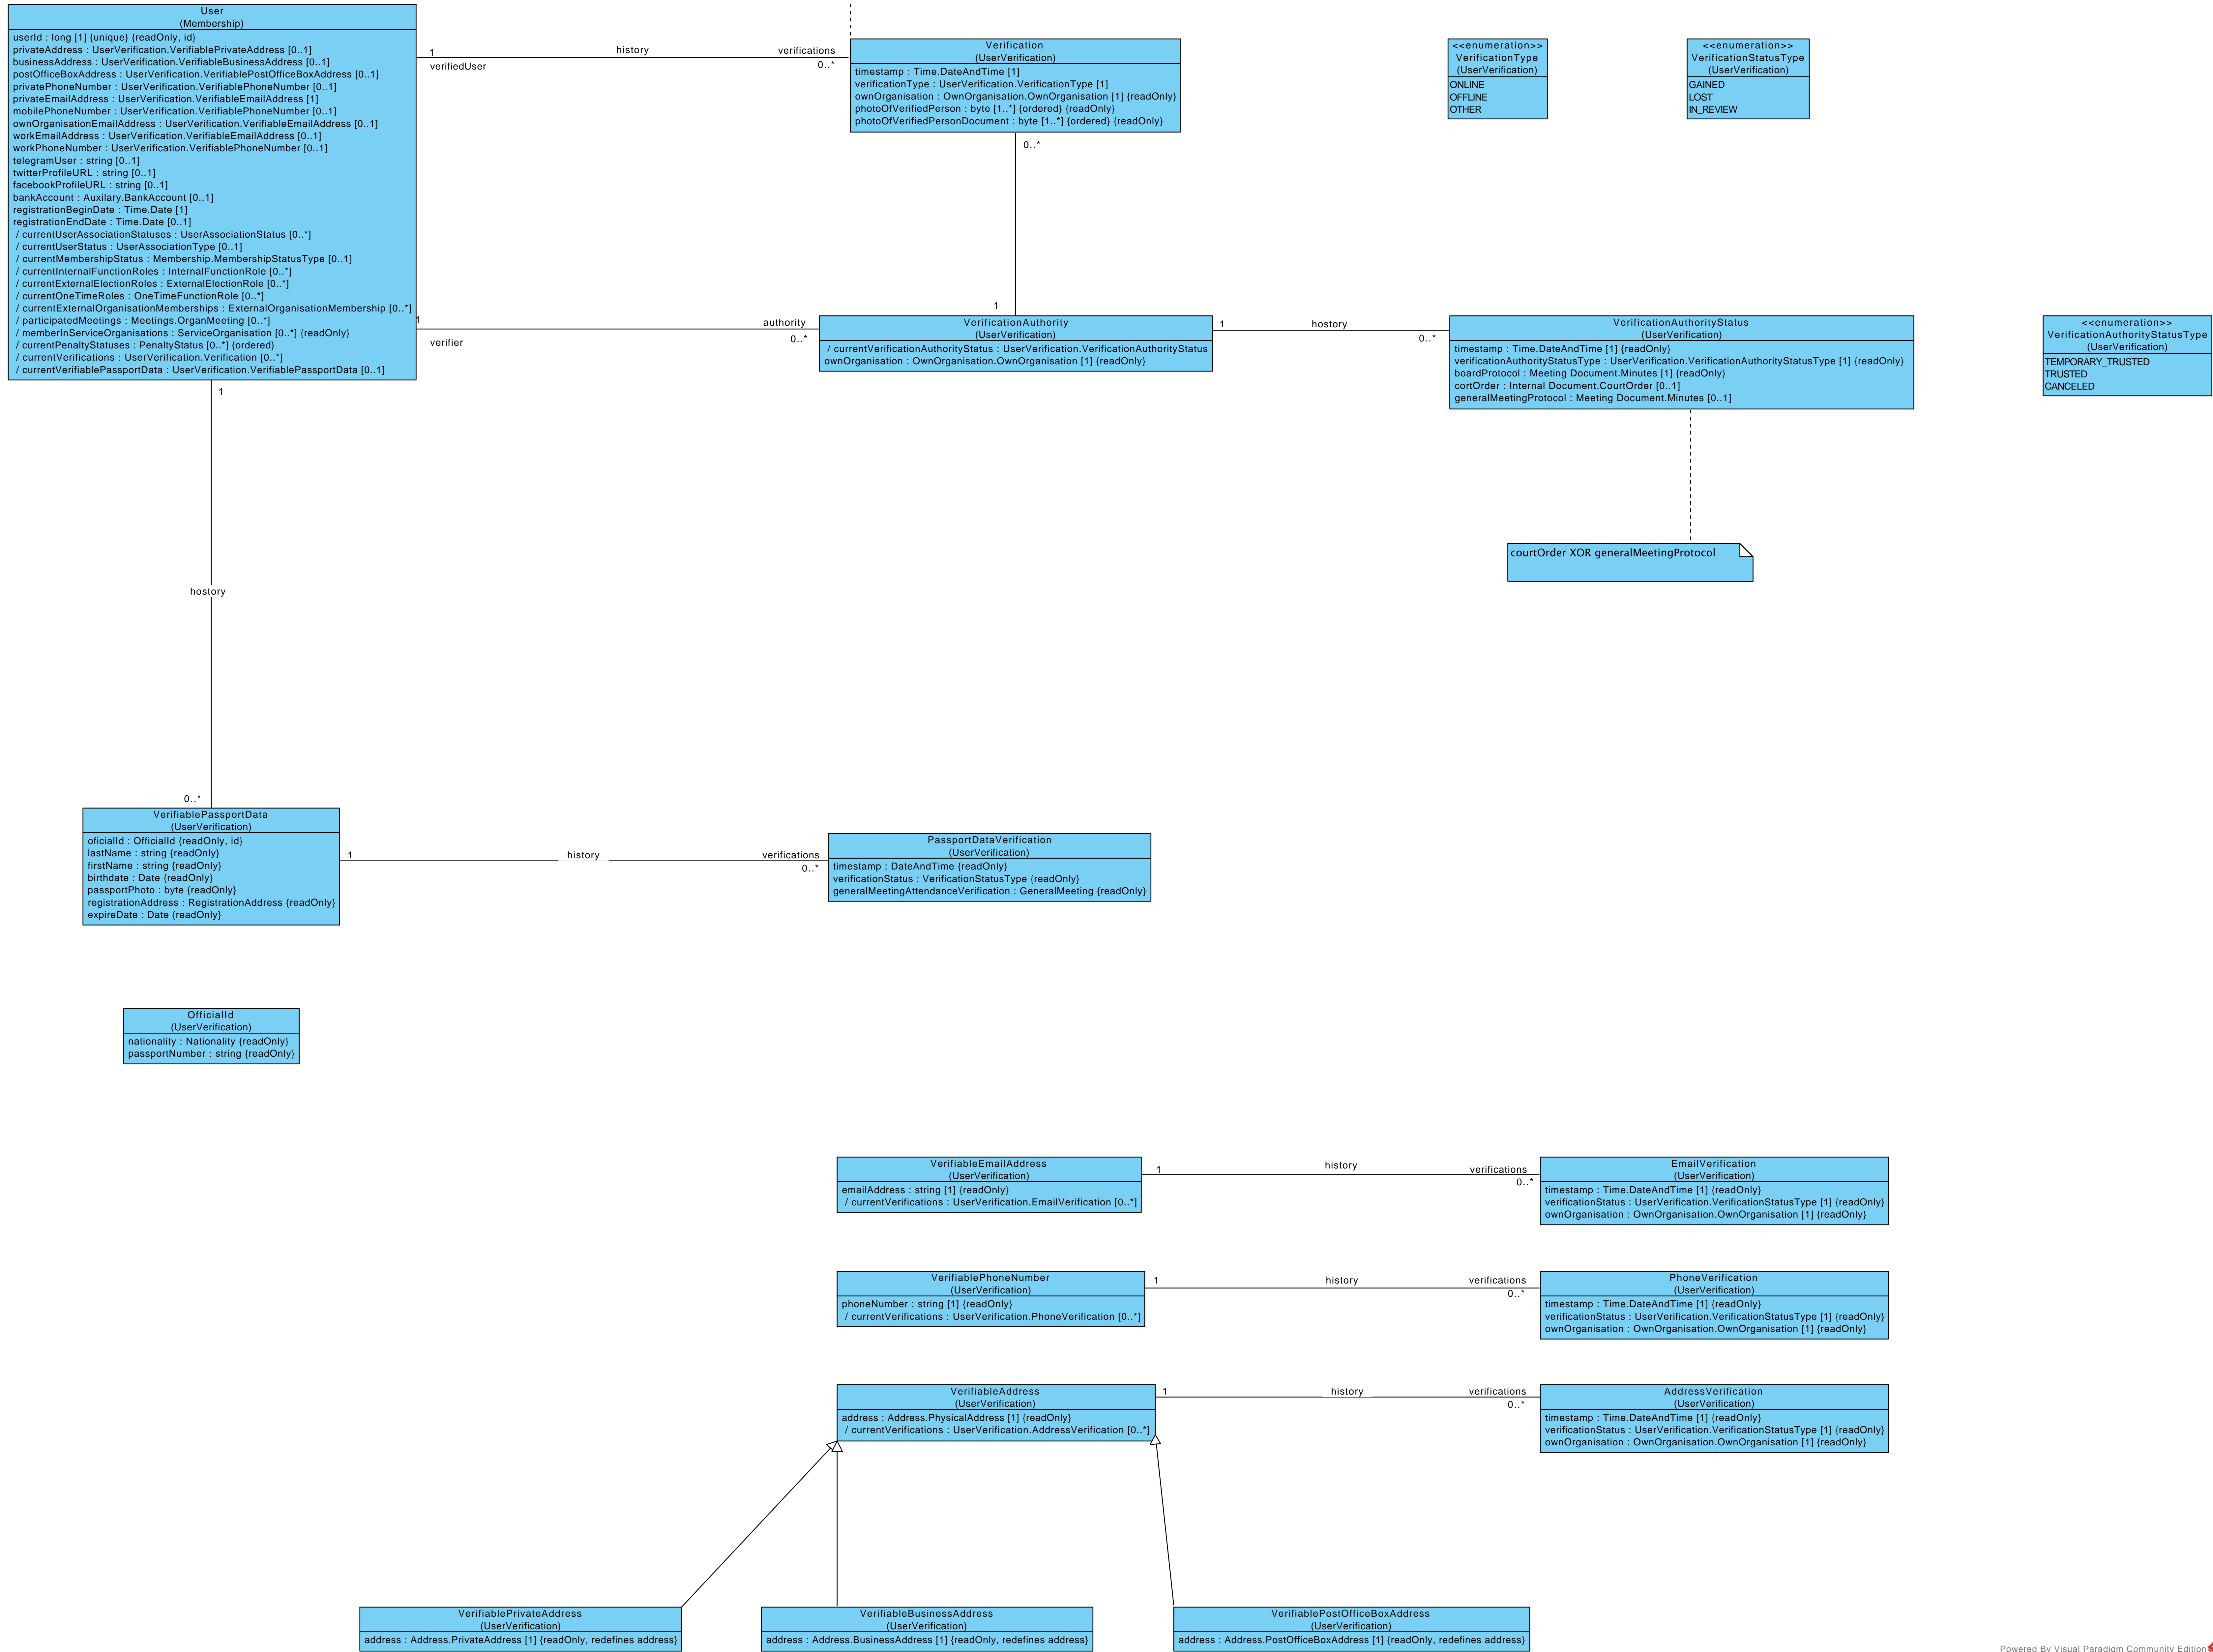 User
(Membership)
userId : long [1] {unique} {readOnly, id}
privateAddress : UserVerification.VerifiablePrivateAddress [0..1]
businessAddress : UserVerification.VerifiableBusinessAddress [0..1]
postOfficeBoxAddress : UserVerification.VerifiablePostOfficeBoxAddress [0..1]
privatePhoneNumber : UserVerification.VerifiablePhoneNumber [0..1]
privateEmailAddress : UserVerification.VerifiableEmailAddress [1]
mobilePhoneNumber : UserVerification.VerifiablePhoneNumber [0..1]
ownOrganisationEmailAddress : UserVerification.VerifiableEmailAddress [0..1]
workEmailAddress : UserVerification.VerifiableEmailAddress [0..1]
workPhoneNumber : UserVerification.VerifiablePhoneNumber [0..1]
telegramUser : string [0..1]
twitterProfileURL : string [0..1]
facebookProfileURL : string [0..1]
bankAccount : Auxilary.BankAccount [0..1]
registrationBeginDate : Time.Date [1]
registrationEndDate : Time.Date [0..1]
/ currentUserAssociationStatuses : UserAssociationStatus [0..*]
/ currentUserStatus : UserAssociationType [0..1]
/ currentMembershipStatus : Membership.MembershipStatusType [0..1]
/ currentInternalFunctionRoles : InternalFunctionRole [0..*]
/ currentExternalElectionRoles : ExternalElectionRole [0..*]
/ currentOneTimeRoles : OneTimeFunctionRole [0..*]
/ currentExternalOrganisationMemberships : ExternalOrganisationMembership [0..*]
/ participatedMeetings : Meetings.OrganMeeting [0..*]
/ memberInServiceOrganisations : ServiceOrganisation [0..*] {readOnly}
/ currentPenaltyStatuses : PenaltyStatus [0..*] {ordered}
/ currentVerifications : UserVerification.Verification [0..*]
/ currentVerifiablePassportData : UserVerification.VerifiablePassportData [0..1]
1
history
verifications
verifiedUser
0..*
Verification
(UserVerification)
timestamp : Time.DateAndTime [1]
verificationType : UserVerification.VerificationType [1]
ownOrganisation : OwnOrganisation.OwnOrganisation [1] {readOnly}
photoOfVerifiedPerson : byte [1..*] {ordered} {readOnly}
photoOfVerifiedPersonDocument : byte [1..*] {ordered} {readOnly}
<<enumeration>>
VerificationType
(UserVerification)
ONLINE
OFFLINE
OTHER
<<enumeration>>
VerificationStatusType
(UserVerification)
GAINED
LOST
IN_REVIEW
0..*
1
1
authority
verifier
0..*
VerificationAuthority
(UserVerification)
/ currentVerificationAuthorityStatus : UserVerification.VerificationAuthorityStatus
ownOrganisation : OwnOrganisation.OwnOrganisation [1] {readOnly}
1
hostory
0..*
VerificationAuthorityStatus
(UserVerification)
timestamp : Time.DateAndTime [1] {readOnly}
verificationAuthorityStatusType : UserVerification.VerificationAuthorityStatusType [1] {readOnly}
boardProtocol : Meeting Document.Minutes [1] {readOnly}
cortOrder : Internal Document.CourtOrder [0..1]
generalMeetingProtocol : Meeting Document.Minutes [0..1]
<<enumeration>>
VerificationAuthorityStatusType
(UserVerification)
TEMPORARY_TRUSTED
TRUSTED
CANCELED
courtOrder XOR generalMeetingProtocol
1
hostory
0..*
VerifiablePassportData
(UserVerification)
oficialId : OfficialId {readOnly, id}
lastName : string {readOnly}
firstName : string {readOnly}
birthdate : Date {readOnly}
passportPhoto : byte {readOnly}
registrationAddress : RegistrationAddress {readOnly}
expireDate : Date {readOnly}
1
history
verifications
0..*
PassportDataVerification
(UserVerification)
timestamp : DateAndTime {readOnly}
verificationStatus : VerificationStatusType {readOnly}
generalMeetingAttendanceVerification : GeneralMeeting {readOnly}
OfficialId
(UserVerification)
nationality : Nationality {readOnly}
passportNumber : string {readOnly}
VerifiableEmailAddress
(UserVerification)
emailAddress : string [1] {readOnly}
/ currentVerifications : UserVerification.EmailVerification [0..*]
1
history
verifications
0..*
EmailVerification
(UserVerification)
timestamp : Time.DateAndTime [1] {readOnly}
verificationStatus : UserVerification.VerificationStatusType [1] {readOnly}
ownOrganisation : OwnOrganisation.OwnOrganisation [1] {readOnly}
VerifiablePhoneNumber
(UserVerification)
phoneNumber : string [1] {readOnly}
/ currentVerifications : UserVerification.PhoneVerification [0..*]
1
history
verifications
0..*
PhoneVerification
(UserVerification)
timestamp : Time.DateAndTime [1] {readOnly}
verificationStatus : UserVerification.VerificationStatusType [1] {readOnly}
ownOrganisation : OwnOrganisation.OwnOrganisation [1] {readOnly}
VerifiableAddress
(UserVerification)
address : Address.PhysicalAddress [1] {readOnly}
/ currentVerifications : UserVerification.AddressVerification [0..*]
1
history
verifications
0..*
AddressVerification
(UserVerification)
timestamp : Time.DateAndTime [1] {readOnly}
verificationStatus : UserVerification.VerificationStatusType [1] {readOnly}
ownOrganisation : OwnOrganisation.OwnOrganisation [1] {readOnly}
VerifiablePrivateAddress
(UserVerification)
address : Address.PrivateAddress [1] {readOnly, redefines address}
VerifiableBusinessAddress
(UserVerification)
address : Address.BusinessAddress [1] {readOnly, redefines address}
VerifiablePostOfficeBoxAddress
(UserVerification)
address : Address.PostOfficeBoxAddress [1] {readOnly, redefines address}
Powered By Visual Paradigm Community Edition